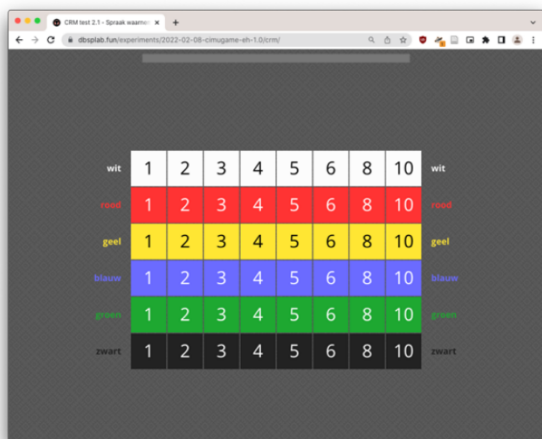 CRM test 2.1 - Spraak waarne
dbsplab.fun/experiments/2022-02-08-cimugame-eh-1.0/crm/
wit 1 2 3 4 5 6 8 10 wit
rood 1 2 3 4 5 6 8 10 rood
geel 1 2 3 4 5 6 8 10 geel
blauw 1 2 3 4 5 6 8 10 blauw
groen 1 2 3 4 5 6 8 10 groen
zwart 1 2 3 4 5 6 8 10 zwart